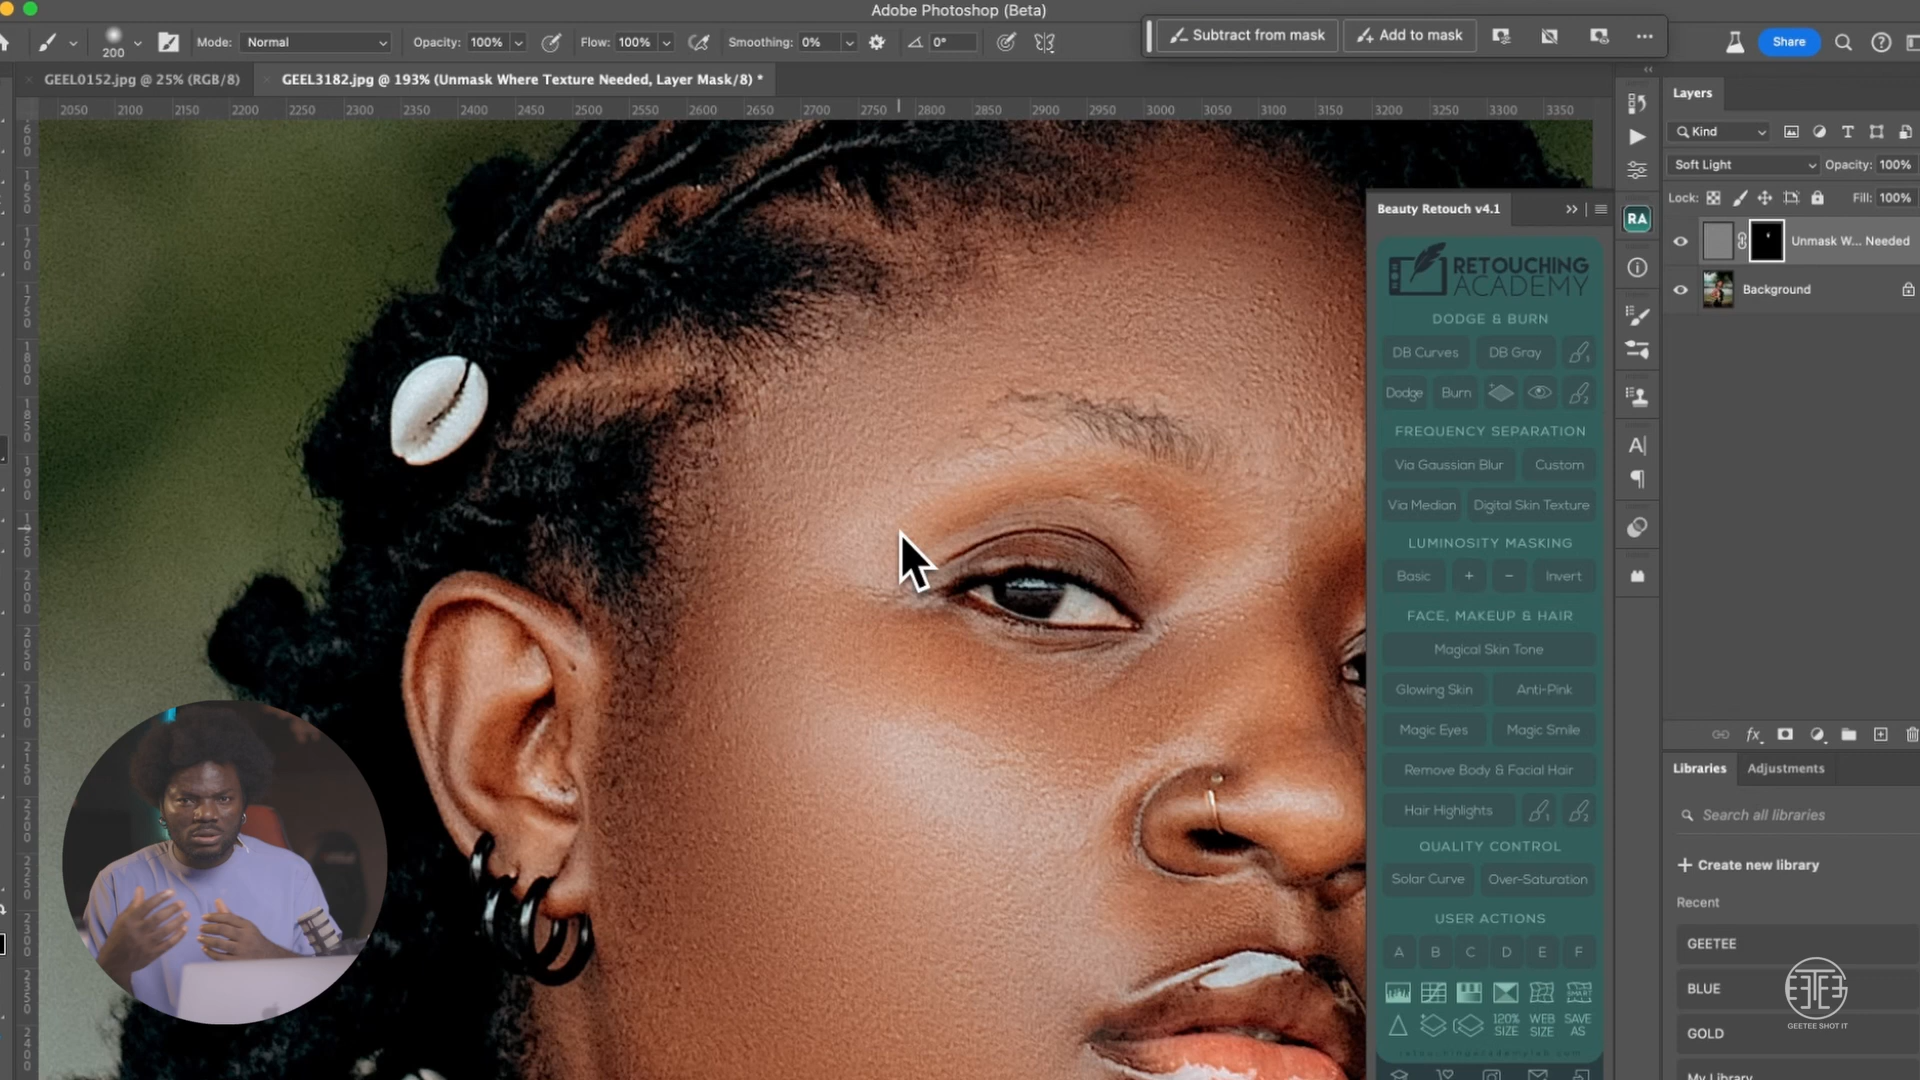 Adobe Photoshop (Beta)
200
Mode: Normal
Opacity: 100%
Flow: 100%
Smoothing: 0%
0°
Subtract from mask
Add to mask
Share
GEEL0152.jpg @ 25% (RGB/8)
GEEL3182.jpg @ 193% (Unmask Where Texture Needed, Layer Mask/8) *
2050 2100 2150 2200 2250 2300 2350 2400 2450 2500 2550 2600 2650 2700 2750 2800 2850 2900 2950 3000 3050 3100 3150 3200 3250 3300 3350
Layers
Kind
Soft Light
Opacity: 100%
Lock:
Fill: 100%
Unmask W... Needed
Background
Beauty Retouch v4.1
RA
RETOUCHING
ACADEMY
DODGE & BURN
DB Curves DB Gray
Dodge Burn
FREQUENCY SEPARATION
Via Gaussian Blur Custom
Via Median Digital Skin Texture
LUMINOSITY MASKING
Basic + − Invert
FACE, MAKEUP & HAIR
Magical Skin Tone
Glowing Skin Anti-Pink
Magic Eyes Magic Smile
Remove Body & Facial Hair
Hair Highlights
QUALITY CONTROL
Solar Curve Over-Saturation
USER ACTIONS
A B C D E F
120% SIZE
WEB SIZE
SAVE AS
retouchingacademylab.com
Libraries
Adjustments
Search all libraries
+ Create new library
Recent
GEETEE
BLUE
GOLD
My Library
GEETEE SHOT IT